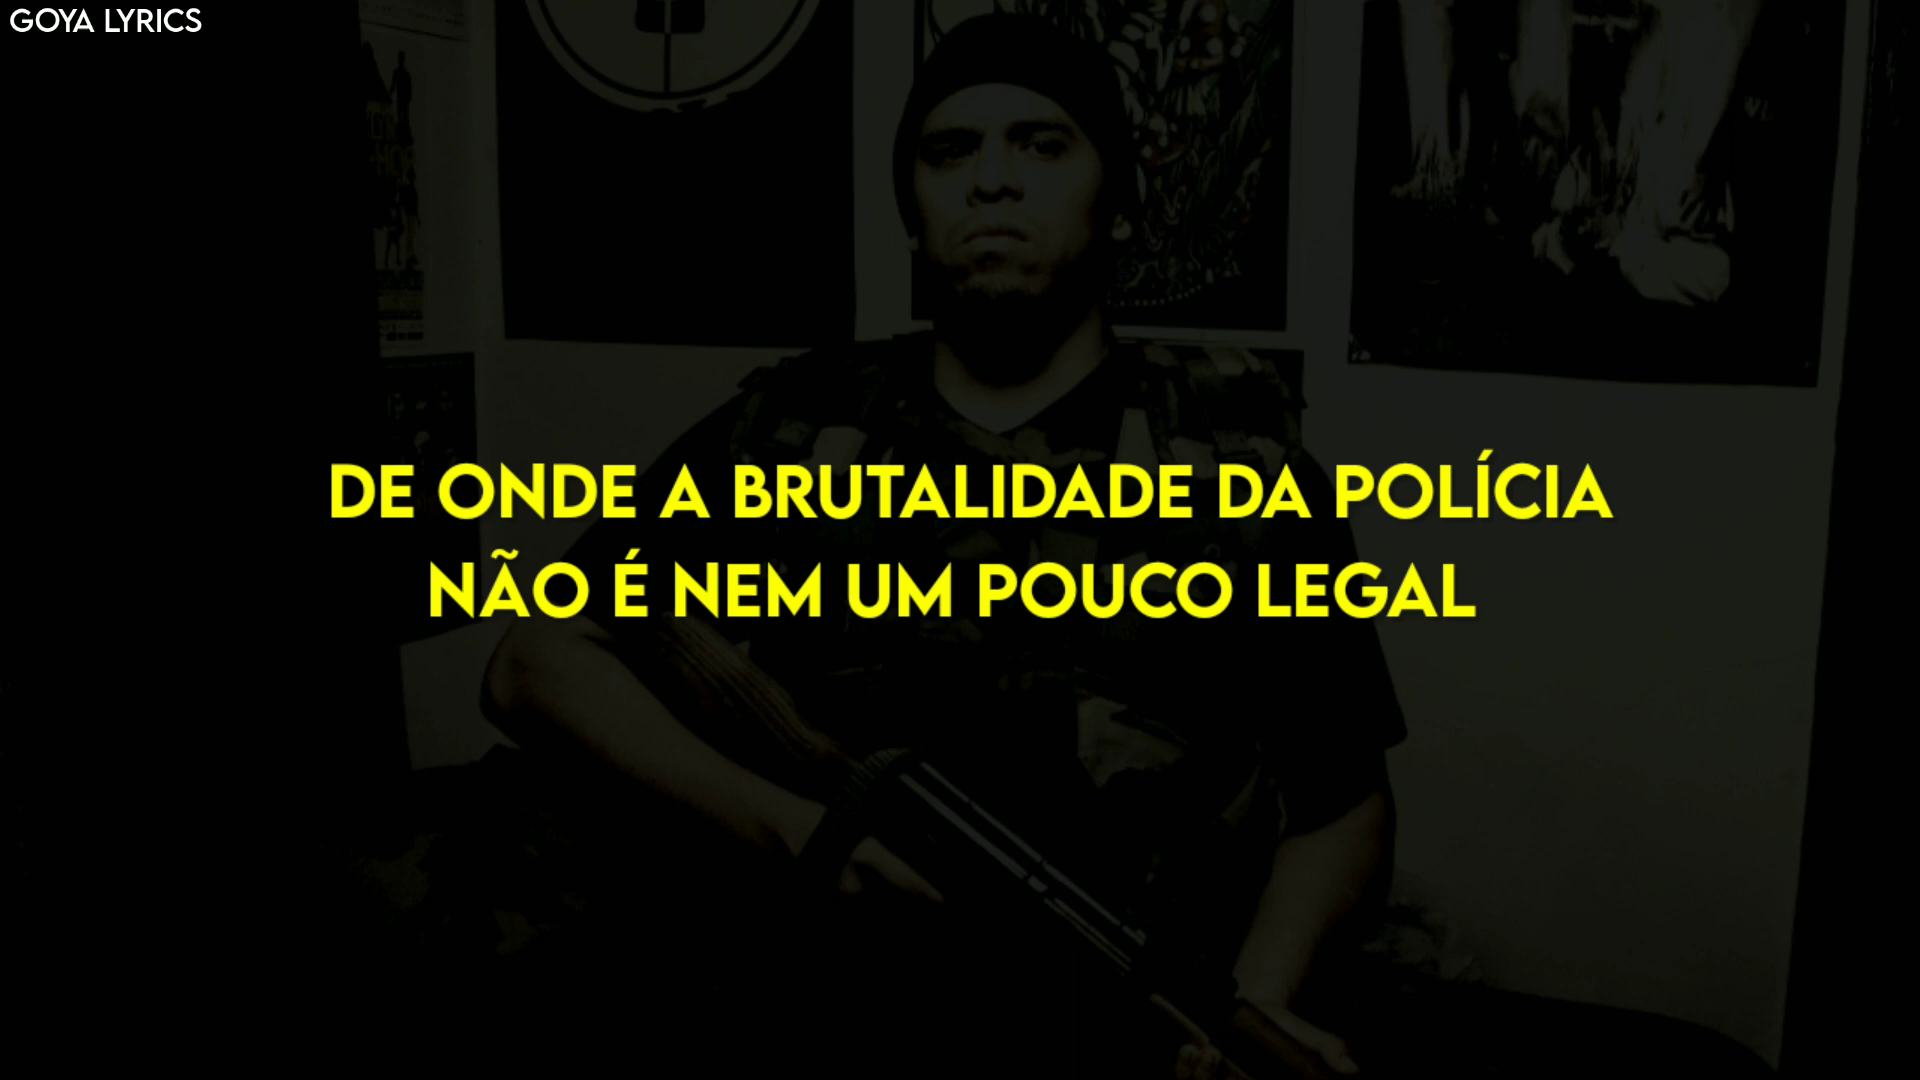 GOYA LYRICS
DE ONDE A BRUTALIDADE DA POLÍCIA
NÃO É NEM UM POUCO LEGAL